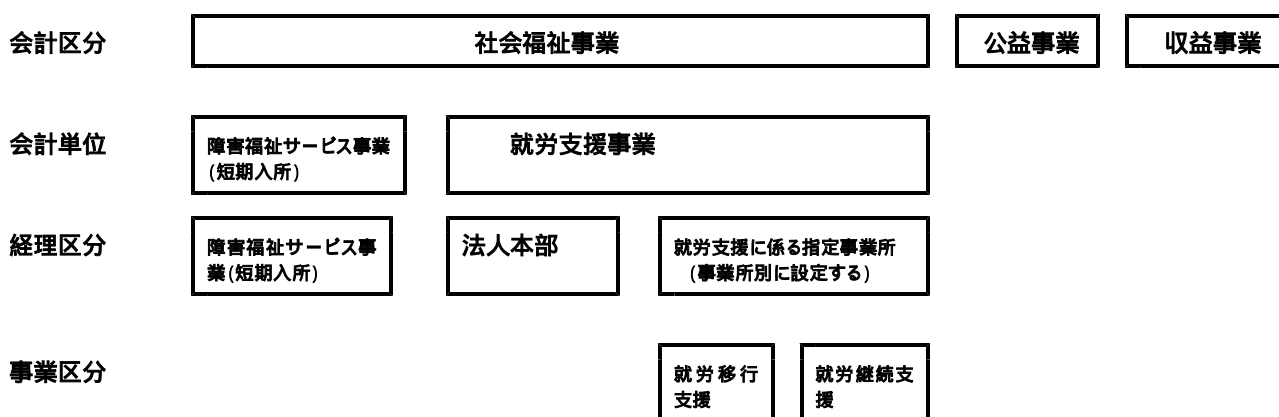 会計区分 社会福祉事業 公益事業 収益事業
会計単位 障害福祉サービス事業
(短期入所) 就労支援事業
経理区分 障害福祉サービス事
業(短期入所) 法人本部 就労支援に係る指定事業所
(事業所別に設定する)
事業区分 就労移行
支援 就労継続支
援